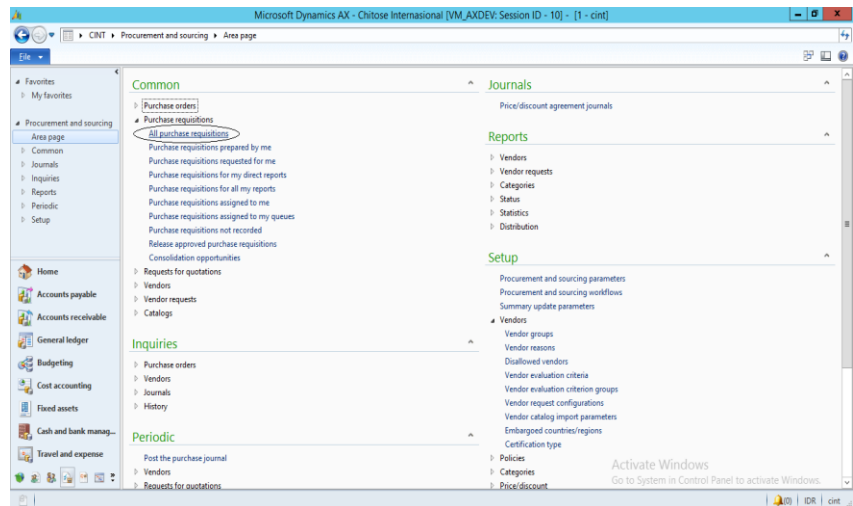 Microsoft Dynamics AX - Chitose Internasional [VM_AXDEV: Session ID - 10] - [1 - cint]
CINT
Procurement and sourcing
Area page
File
Favorites
My favorites
Procurement and sourcing
Area page
Common
Journals
Inquiries
Reports
Periodic
Setup
Home
Accounts payable
Accounts receivable
General ledger
Budgeting
Cost accounting
Fixed assets
Cash and bank manag...
Travel and expense
Common
Purchase orders
Purchase requisitions
All purchase requisitions
Purchase requisitions prepared by me
Purchase requisitions requested for me
Purchase requisitions for my direct reports
Purchase requisitions for all my reports
Purchase requisitions assigned to me
Purchase requisitions assigned to my queues
Purchase requisitions not recorded
Release approved purchase requisitions
Consolidation opportunities
Requests for quotations
Vendors
Vendor requests
Catalogs
Inquiries
Purchase orders
Vendors
Journals
History
Periodic
Post the purchase journal
Vendors
Requests for quotations
Journals
Price/discount agreement journals
Reports
Vendors
Vendor requests
Categories
Status
Statistics
Distribution
Setup
Procurement and sourcing parameters
Procurement and sourcing workflows
Summary update parameters
Vendors
Vendor groups
Vendor reasons
Disallowed vendors
Vendor evaluation criteria
Vendor evaluation criterion groups
Vendor request configurations
Vendor catalog import parameters
Embargoed countries/regions
Certification type
Policies
Categories
Price/discount
Activate Windows
Go to System in Control Panel to activate Windows.
(0)
IDR
cint